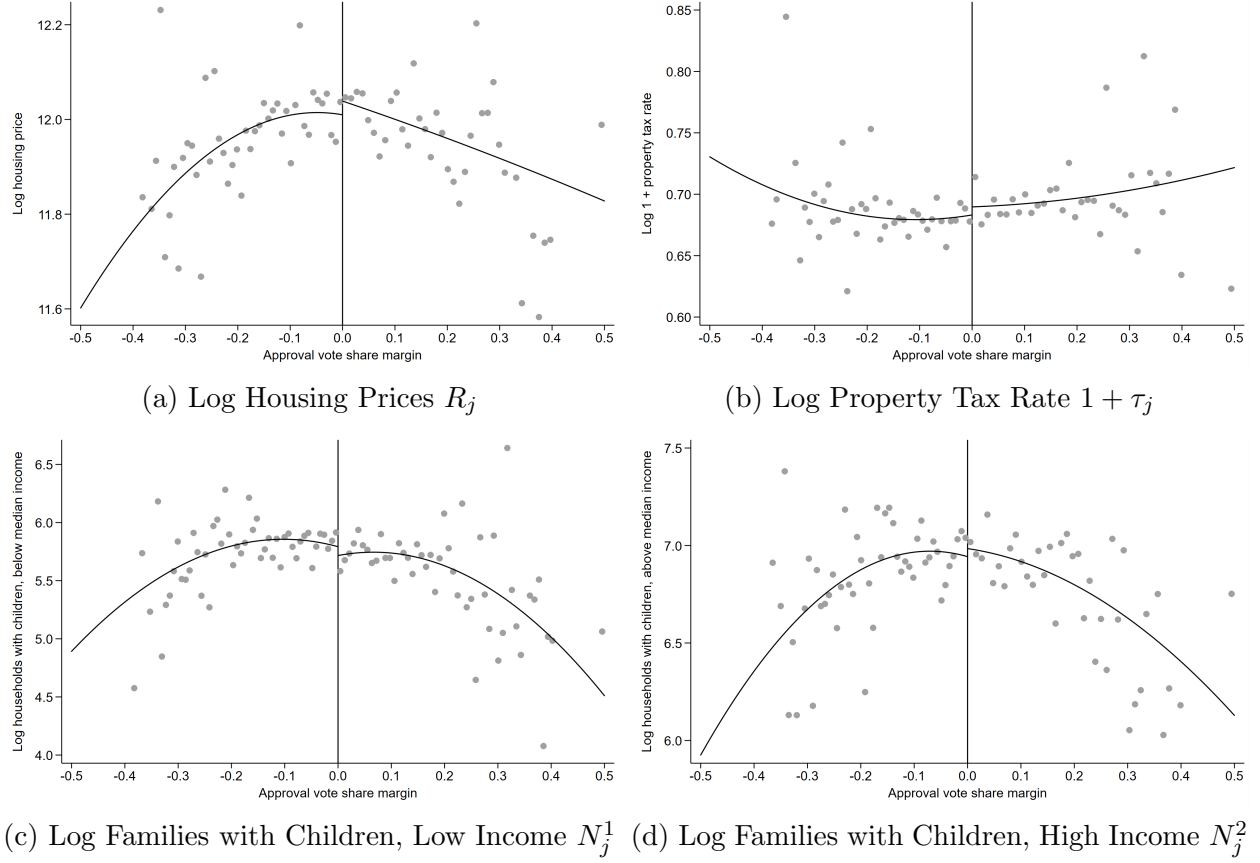 12.2
12.0
11.8
11.6
Log housing price
-0.5 -0.4 -0.3 -0.2 -0.1 0.0 0.1 0.2 0.3 0.4 0.5
Approval vote share margin
(a) Log Housing Prices R_j
0.85
0.80
0.75
0.70
0.65
0.60
Log 1 + property tax rate
-0.5 -0.4 -0.3 -0.2 -0.1 0.0 0.1 0.2 0.3 0.4 0.5
Approval vote share margin
(b) Log Property Tax Rate 1 + τ_j
6.5
6.0
5.5
5.0
4.5
4.0
Log households with children, below median income
-0.5 -0.4 -0.3 -0.2 -0.1 0.0 0.1 0.2 0.3 0.4 0.5
Approval vote share margin
(c) Log Families with Children, Low Income N_j^1
7.5
7.0
6.5
6.0
Log households with children, above median income
-0.5 -0.4 -0.3 -0.2 -0.1 0.0 0.1 0.2 0.3 0.4 0.5
Approval vote share margin
(d) Log Families with Children, High Income N_j^2